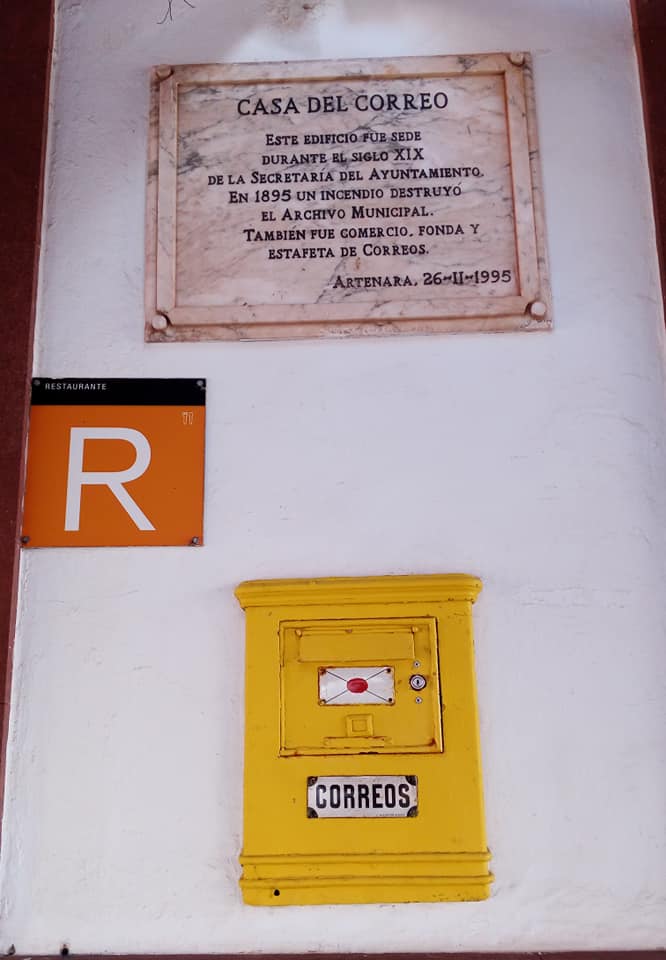 CASA DEL CORREO
ESTE EDIFICIO FUE SEDE
DURANTE EL SIGLO XIX
DE LA SECRETARÍA DEL AYUNTAMIENTO.
EN 1895 UN INCENDIO DESTRUYÓ
EL ARCHIVO MUNICIPAL.
TAMBIÉN FUE COMERCIO, FONDA Y
ESTAFETA DE CORREOS.
ARTENARA, 26-II-1995
RESTAURANTE
R
CORREOS